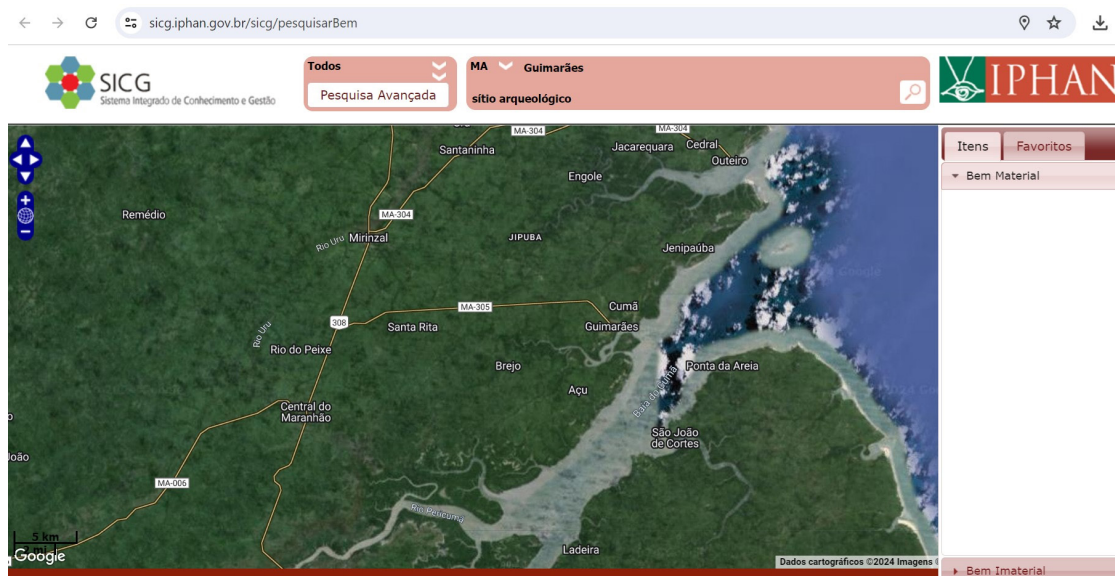 sicg.iphan.gov.br/sicg/pesquisarBem
SICG
Sistema Integrado de Conhecimento e Gestão
Todos
Pesquisa Avançada
MA Guimarães
sítio arqueológico
IPHAN
Itens Favoritos
Bem Material
MA-304
MA-304
Santaninha
Jacarequara
Cedral
Outeiro
Engole
Remédio
MA-304
Rio Uru
Mirinzal
JIPUBA
Jenipaúba
Google
MA-305
Cumã
308
Santa Rita
Guimarães
Rio Uru
Rio do Peixe
Brejo
Ponta da Areia
Açu
Baía do Cumã
Central do
Maranhão
São João
de Cortes
João
MA-006
Rio Pericumã
5 km
2 mi
Google
Ladeira
Dados cartográficos ©2024 Imagens
Bem Imaterial